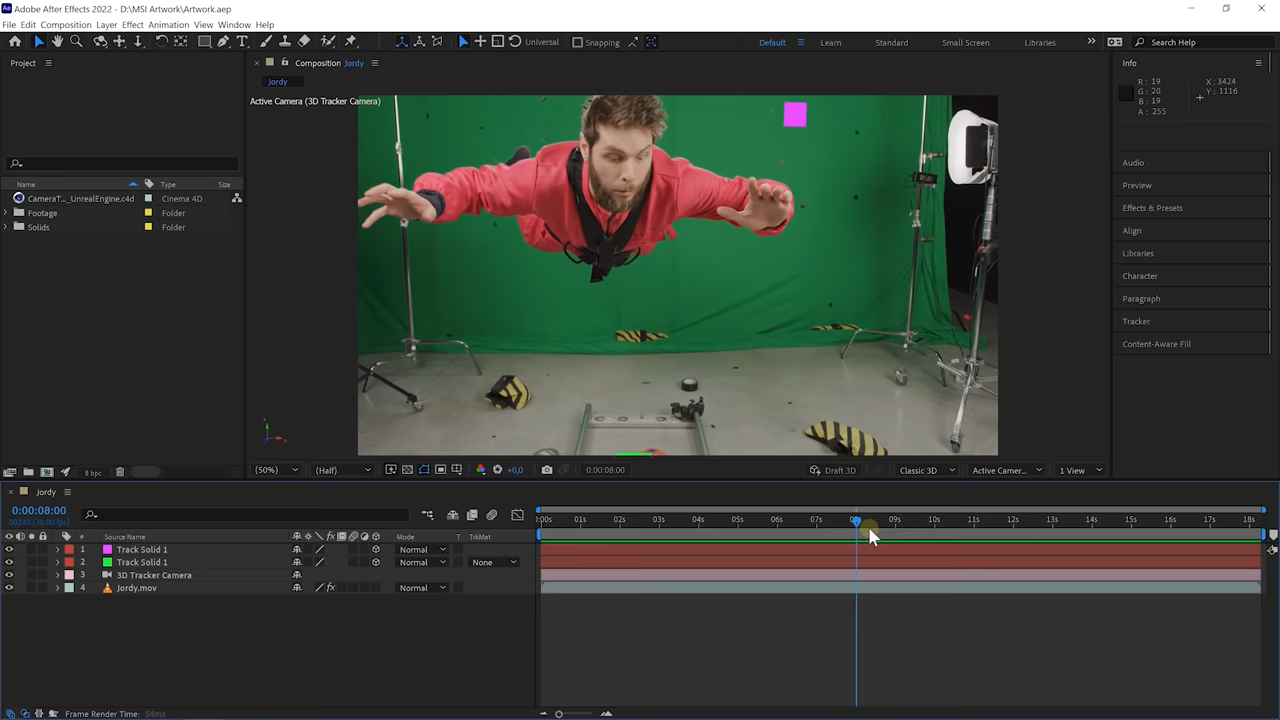 Adobe After Effects 2022 - D:\MSI Artwork\Artwork.aep
File Edit Composition Layer Effect Animation View Window Help
Universal Snapping Default Learn Standard Small Screen Libraries Search Help
Project
Composition Jordy
Info
Jordy
Active Camera (3D Tracker Camera)
R : 19
G : 20
B : 19
A : 255
X : 3424
Y : 1116
Audio
Preview
Effects & Presets
Align
Libraries
Character
Paragraph
Tracker
Content-Aware Fill
Name Type Size
CameraT..._UnrealEngine.c4d Cinema 4D
Footage Folder
Solids Folder
8 bpc
(50%) (Half) +0,0 0:00:08:00 Draft 3D Classic 3D Active Camer... 1 View
Jordy
0:00:08:00
00240 (30.00 fps)
:00s 01s 02s 03s 04s 05s 06s 07s 09s 10s 11s 12s 13s 14s 15s 16s 17s 18s
# Source Name Mode T TrkMat
1 Track Solid 1 Normal
2 Track Solid 1 Normal None
3 3D Tracker Camera
4 Jordy.mov Normal
Frame Render Time: 54ms